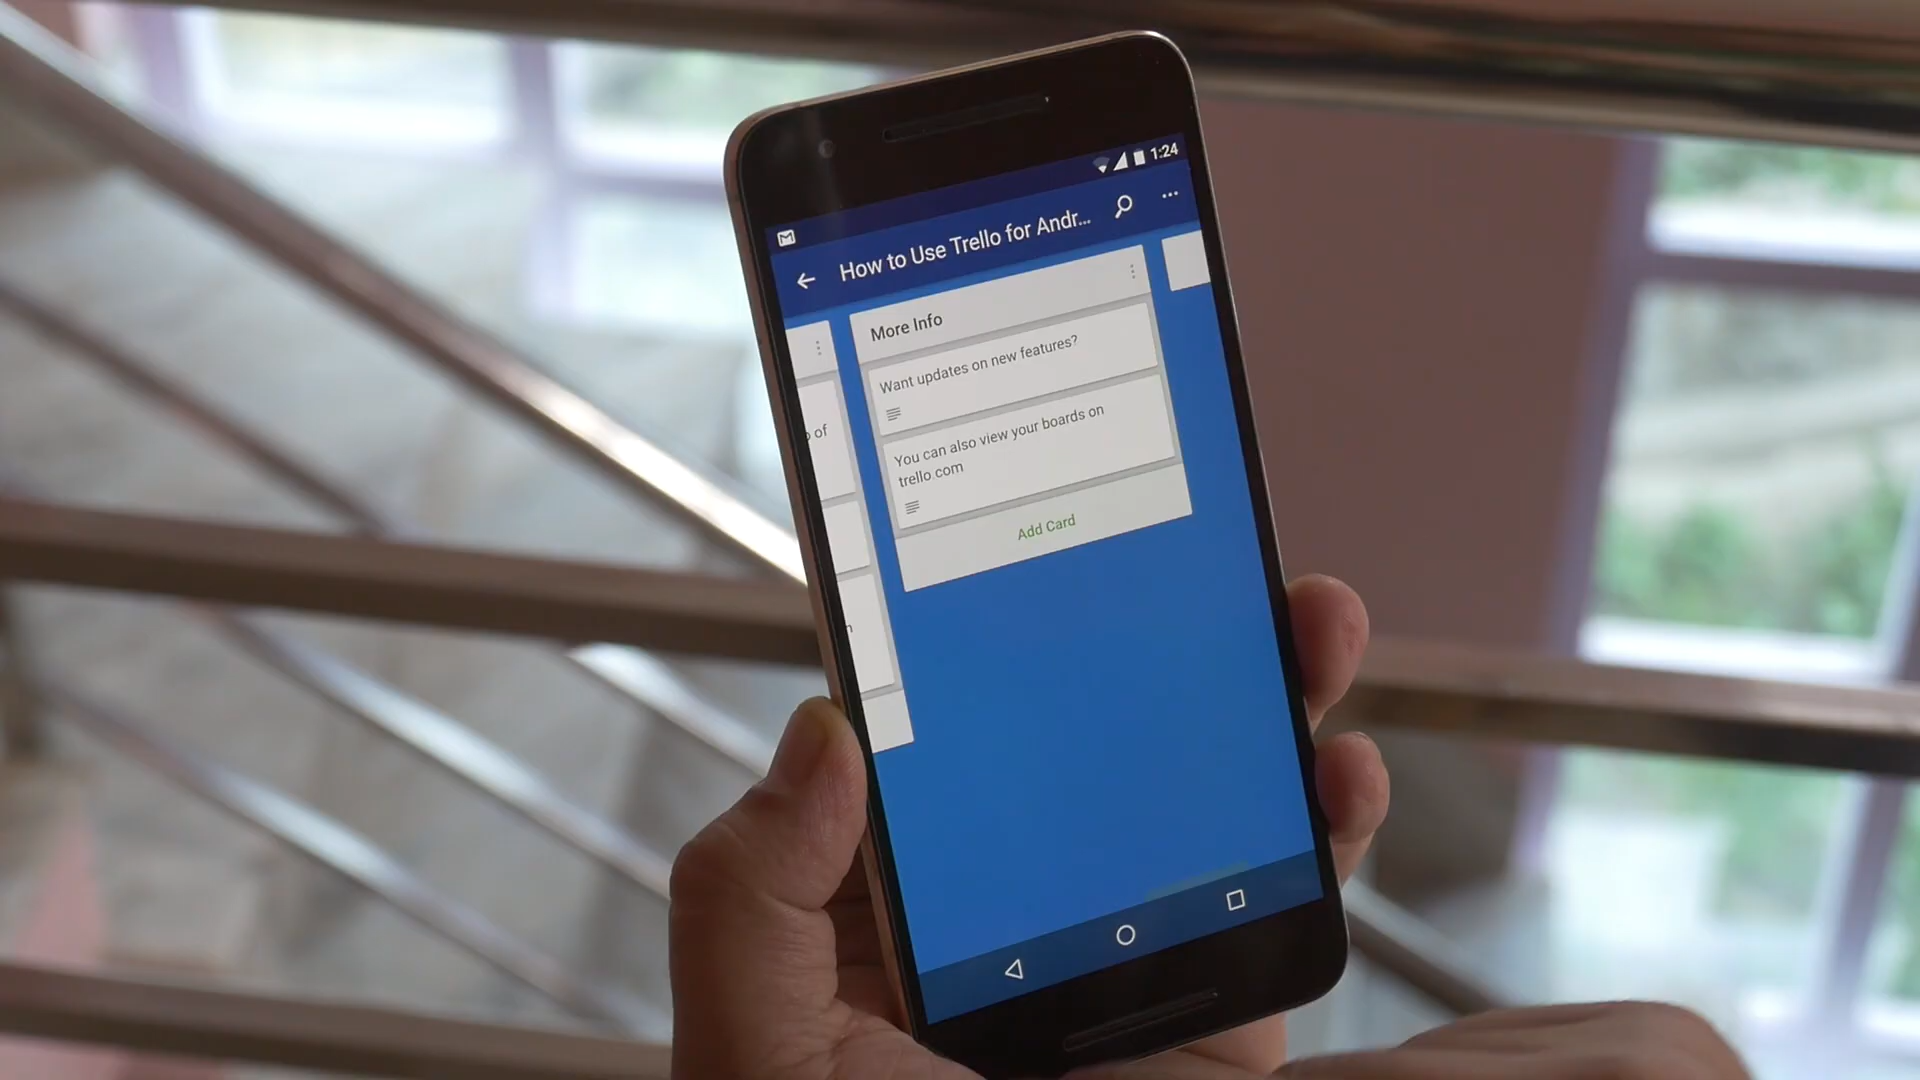 1:24
How to Use Trello for Andr...
More Info
Want updates on new features?
of
You can also view your boards on
trello.com
Add Card